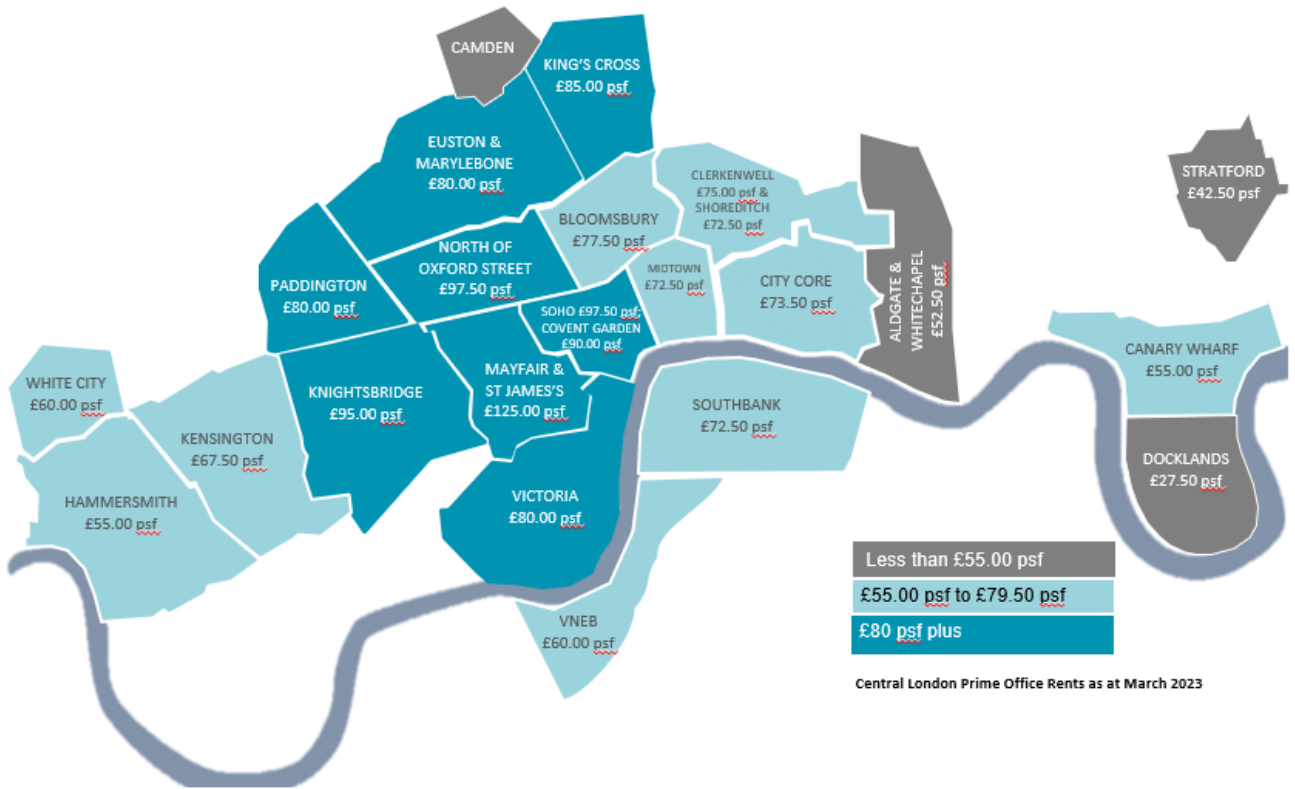 CAMDEN
KING'S CROSS
£85.00 psf
EUSTON &
MARYLEBONE
£80.00 psf
STRATFORD
£42.50 psf
CLERKENWELL
£75.00 psf &
SHOREDITCH
£72.50 psf
BLOOMSBURY
£77.50 psf
NORTH OF
OXFORD STREET
£97.50 psf
PADDINGTON
£80.00 psf
MIDTOWN
£72.50 psf
CITY CORE
£73.50 psf
ALDGATE &
WHITECHAPEL
£52.50 psf
SOHO £97.50 psf;
COVENT GARDEN
£90.00 psf
CANARY WHARF
£55.00 psf
MAYFAIR &
ST JAMES'S
£125.00 psf
WHITE CITY
£60.00 psf
KNIGHTSBRIDGE
£95.00 psf
SOUTHBANK
£72.50 psf
KENSINGTON
£67.50 psf
DOCKLANDS
£27.50 psf
HAMMERSMITH
£55.00 psf
VICTORIA
£80.00 psf
VNEB
£60.00 psf
Less than £55.00 psf
£55.00 psf to £79.50 psf
£80 psf plus
Central London Prime Office Rents as at March 2023